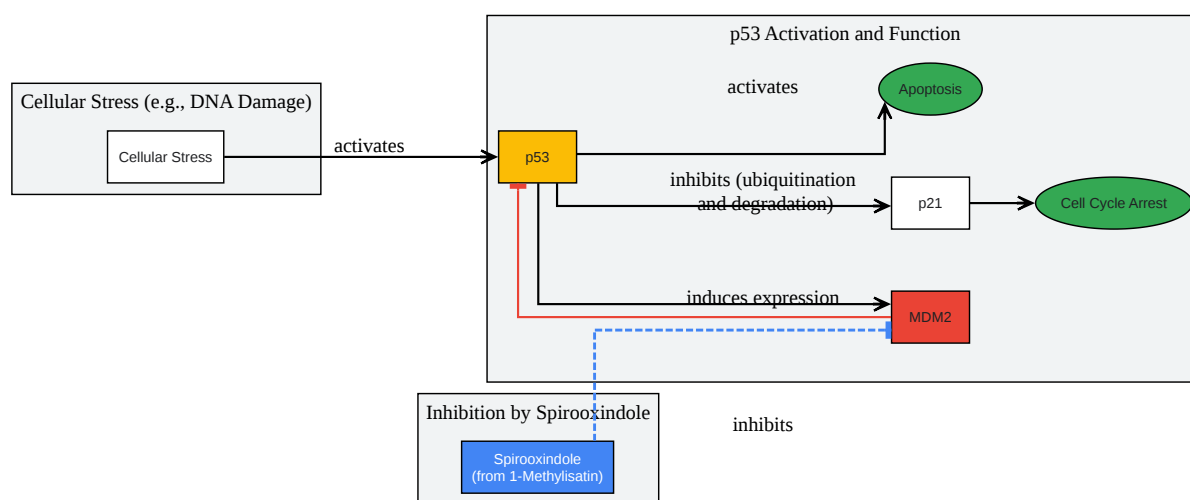 p53 Activation and Function
Cellular Stress (e.g., DNA Damage)
Cellular Stress
activates
p53
activates
Apoptosis
inhibits (ubiquitination
and degradation)
p21
Cell Cycle Arrest
induces expression
MDM2
Inhibition by Spirooxindole
Spirooxindole
(from 1-Methylisatin)
inhibits